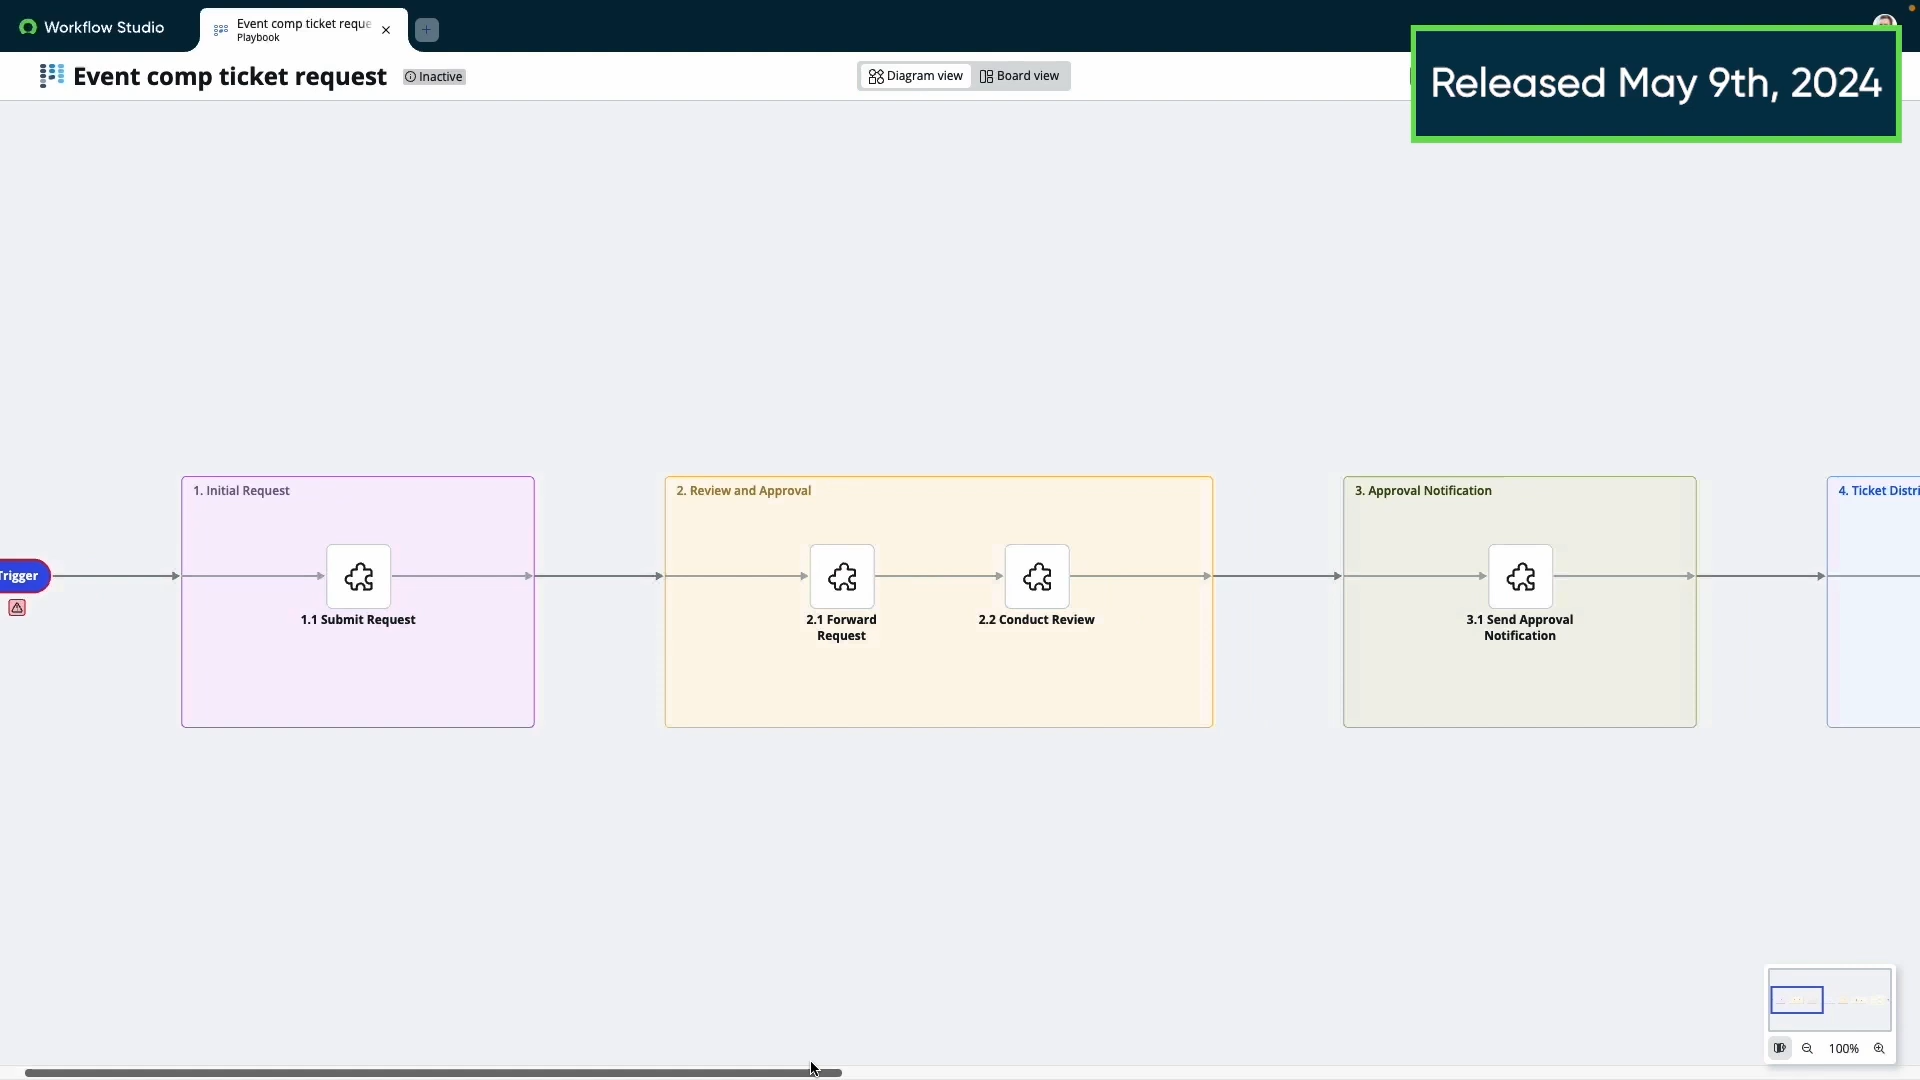 Workflow Studio
Event comp ticket reque
Playbook
Event comp ticket request
Inactive
Diagram view
Board view
Released May 9th, 2024
1. Initial Request
2. Review and Approval
3. Approval Notification
4. Ticket Distri
Trigger
1.1 Submit Request
2.1 Forward
Request
2.2 Conduct Review
3.1 Send Approval
Notification
100%